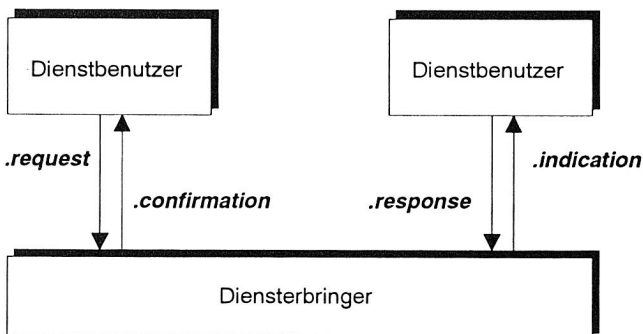 Dienstbenutzer
Dienstbenutzer
.request
.confirmation
.response
.indication
Diensterbringer